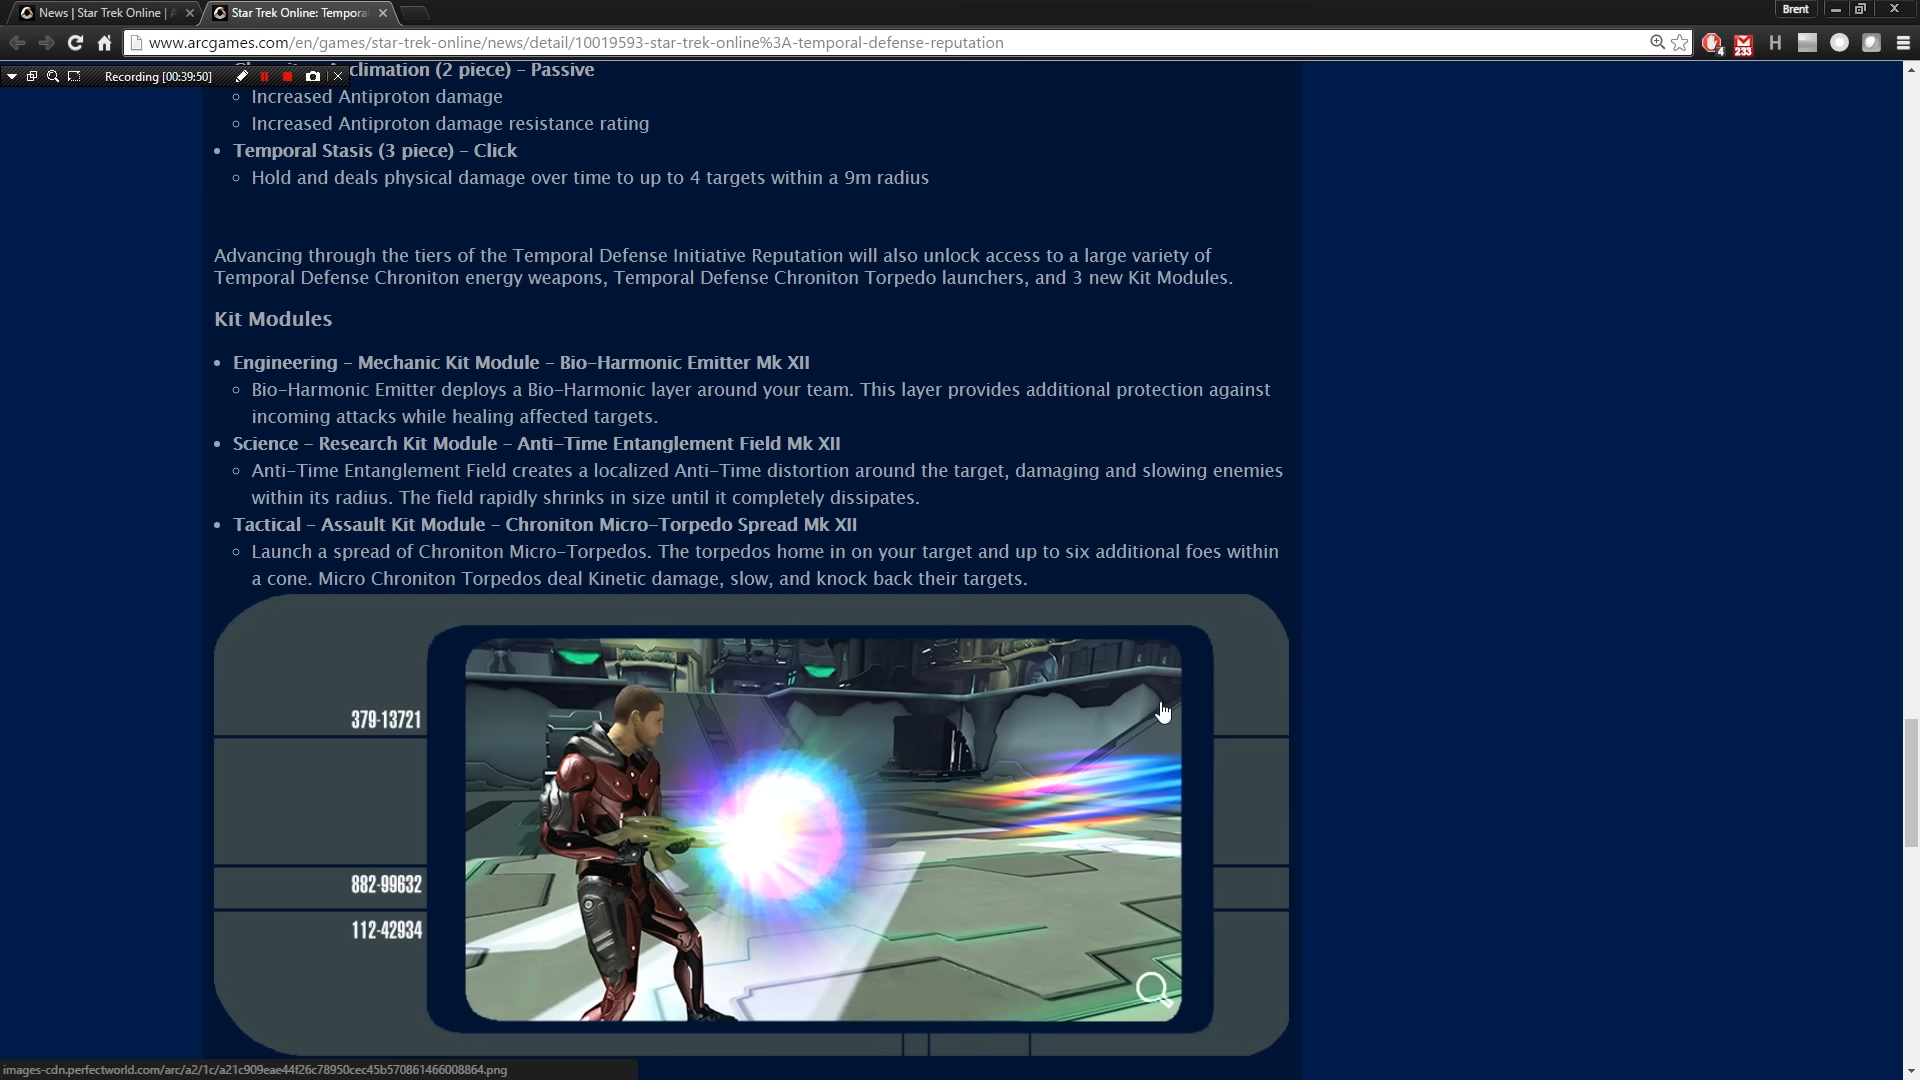 News | Star Trek Online | A
Star Trek Online: Temporal
Brent
www.arcgames.com/en/games/star-trek-online/news/detail/10019593-star-trek-online%3A-temporal-defense-reputation
4
233
H
Recording [00:39:50]
climation (2 piece) – Passive
Increased Antiproton damage
Increased Antiproton damage resistance rating
Temporal Stasis (3 piece) – Click
Hold and deals physical damage over time to up to 4 targets within a 9m radius
Advancing through the tiers of the Temporal Defense Initiative Reputation will also unlock access to a large variety of
Temporal Defense Chroniton energy weapons, Temporal Defense Chroniton Torpedo launchers, and 3 new Kit Modules.
Kit Modules
Engineering – Mechanic Kit Module – Bio-Harmonic Emitter Mk XII
Bio-Harmonic Emitter deploys a Bio-Harmonic layer around your team. This layer provides additional protection against
incoming attacks while healing affected targets.
Science – Research Kit Module – Anti-Time Entanglement Field Mk XII
Anti-Time Entanglement Field creates a localized Anti-Time distortion around the target, damaging and slowing enemies
within its radius. The field rapidly shrinks in size until it completely dissipates.
Tactical – Assault Kit Module – Chroniton Micro-Torpedo Spread Mk XII
Launch a spread of Chroniton Micro-Torpedos. The torpedos home in on your target and up to six additional foes within
a cone. Micro Chroniton Torpedos deal Kinetic damage, slow, and knock back their targets.
379-13721
882-99632
112-42934
images-cdn.perfectworld.com/arc/a2/1c/a21c909eae44f26c78950cec45b570861466008864.png